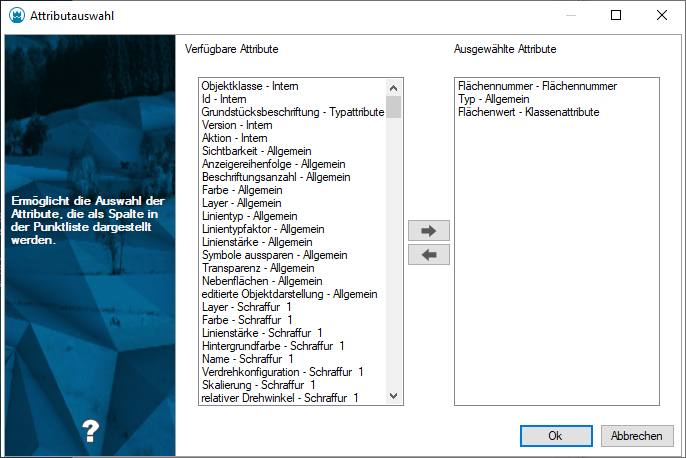 Attributauswahl
Ermöglicht die Auswahl der
Attribute, die als Spalte in
der Punktliste dargestellt
werden.
?
Verfügbare Attribute
Objektklasse - Intern
Id - Intern
Grundstücksbeschriftung - Typattribute
Version - Intern
Aktion - Intern
Sichtbarkeit - Allgemein
Anzeigereihenfolge - Allgemein
Beschriftungsanzahl - Allgemein
Farbe - Allgemein
Layer - Allgemein
Linientyp - Allgemein
Linientypfaktor - Allgemein
Linienstärke - Allgemein
Symbole aussparen - Allgemein
Transparenz - Allgemein
Nebenflächen - Allgemein
editierte Objektdarstellung - Allgemein
Layer - Schraffur 1
Farbe - Schraffur 1
Linienstärke - Schraffur 1
Hintergrundfarbe - Schraffur 1
Name - Schraffur 1
Verdrehkonfiguration - Schraffur 1
Skalierung - Schraffur 1
relativer Drehwinkel - Schraffur 1
Ausgewählte Attribute
Flächennummer - Flächennummer
Typ - Allgemein
Flächenwert - Klassenattribute
Ok
Abbrechen